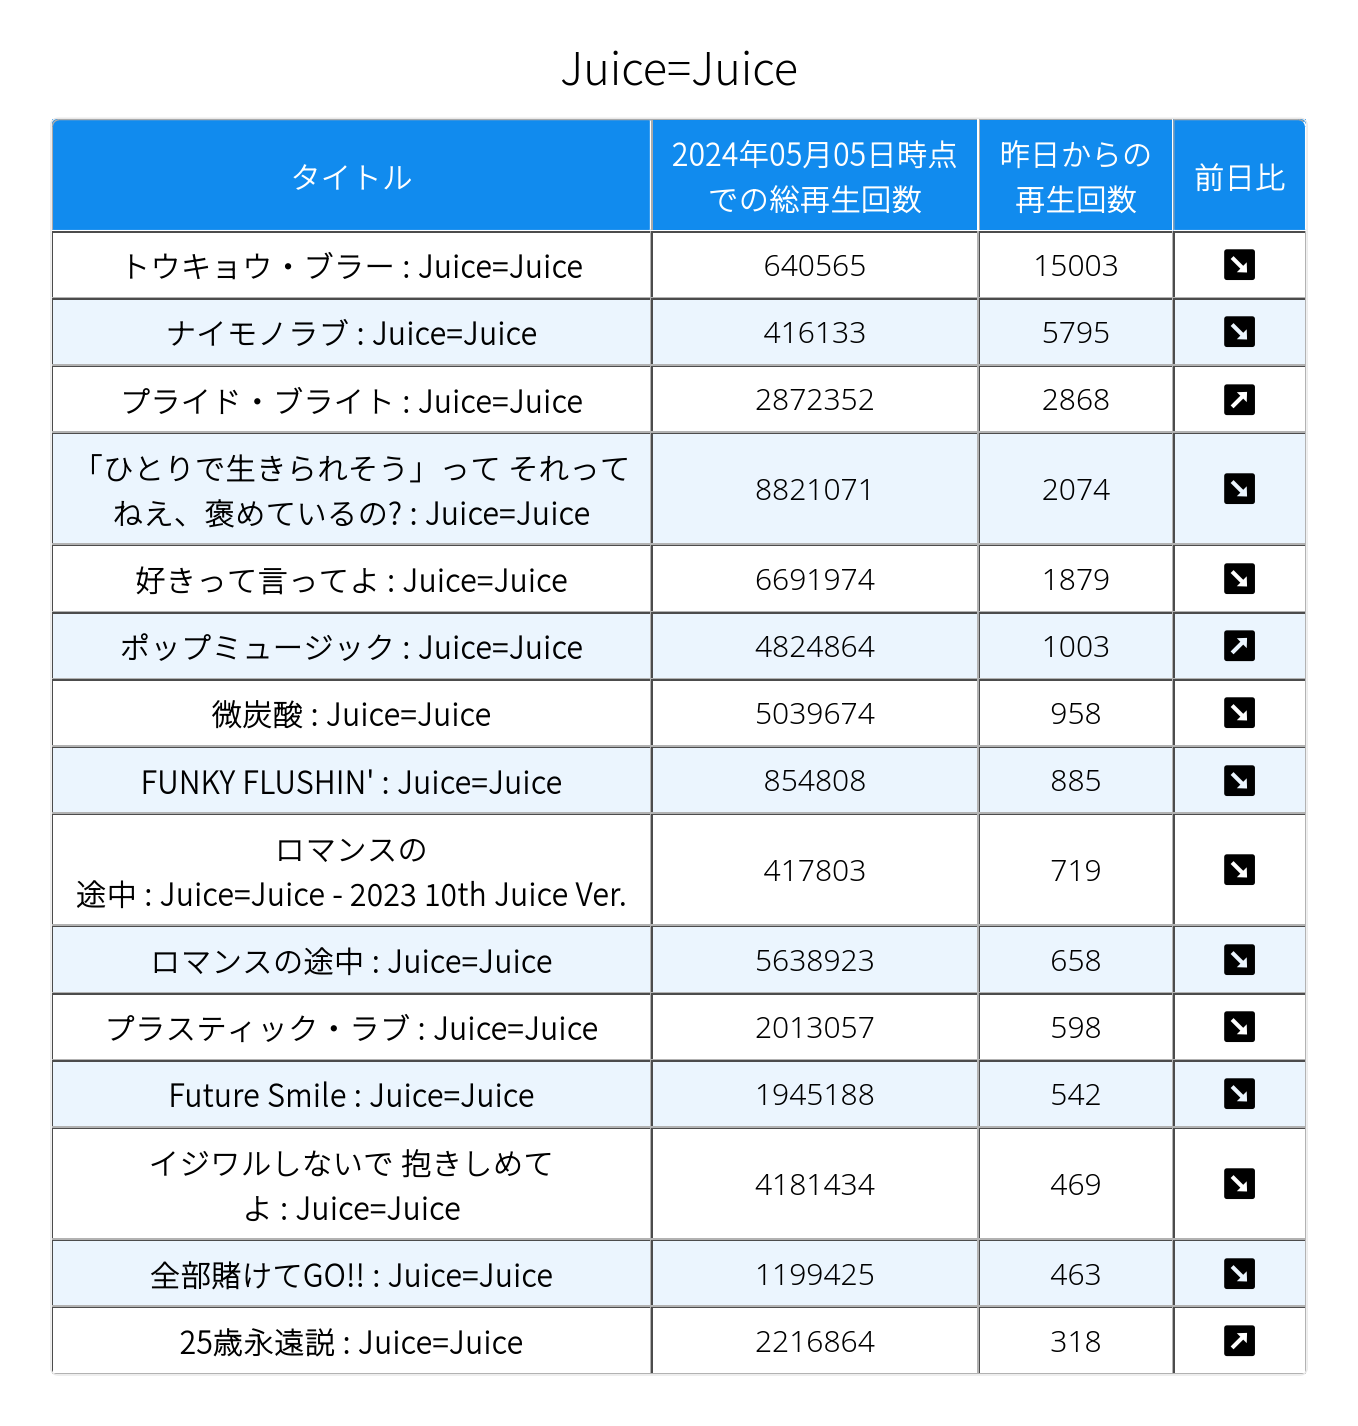 Juice=Juice
タイトル
2024年05月05日時点
での総再生回数
昨日からの
再生回数
前日比
トウキョウ・ブラー : Juice=Juice
640565
15003
ナイモノラブ : Juice=Juice
416133
5795
プライド・ブライト : Juice=Juice
2872352
2868
「ひとりで生きられそう」って それって
ねえ、褒めているの? : Juice=Juice
8821071
2074
好きって言ってよ : Juice=Juice
6691974
1879
ポップミュージック : Juice=Juice
4824864
1003
微炭酸 : Juice=Juice
5039674
958
FUNKY FLUSHIN' : Juice=Juice
854808
885
ロマンスの
途中 : Juice=Juice - 2023 10th Juice Ver.
417803
719
ロマンスの途中 : Juice=Juice
5638923
658
プラスティック・ラブ : Juice=Juice
2013057
598
Future Smile : Juice=Juice
1945188
542
イジワルしないで 抱きしめて
よ : Juice=Juice
4181434
469
全部賭けてGO!! : Juice=Juice
1199425
463
25歳永遠説 : Juice=Juice
2216864
318